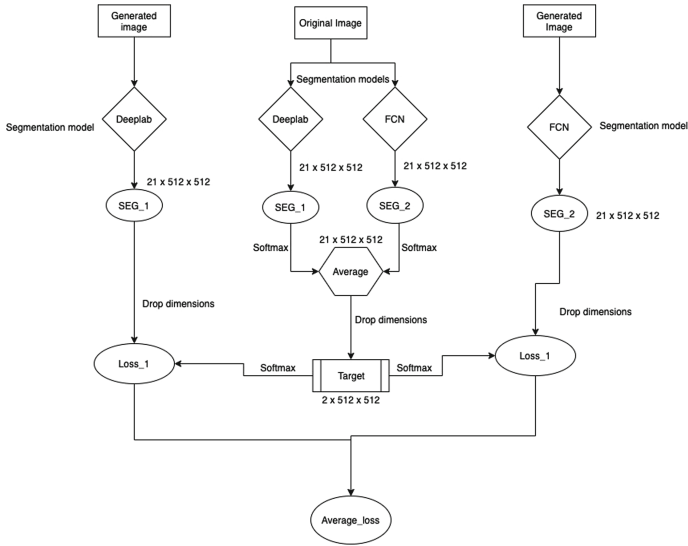 Generated
image
Original Image
Generated
Image
Segmentation models
Segmentation model
Deeplab
Deeplab
FCN
FCN
Segmentation model
21 x 512 x 512
21 x 512 x 512
21 x 512 x 512
SEG_1
SEG_1
SEG_2
SEG_2
21 x 512 x 512
21 x 512 x 512
Softmax
Softmax
Average
Drop dimensions
Drop dimensions
Drop dimensions
Loss_1
Softmax
Target
Softmax
Loss_1
2 x 512 x 512
Average_loss